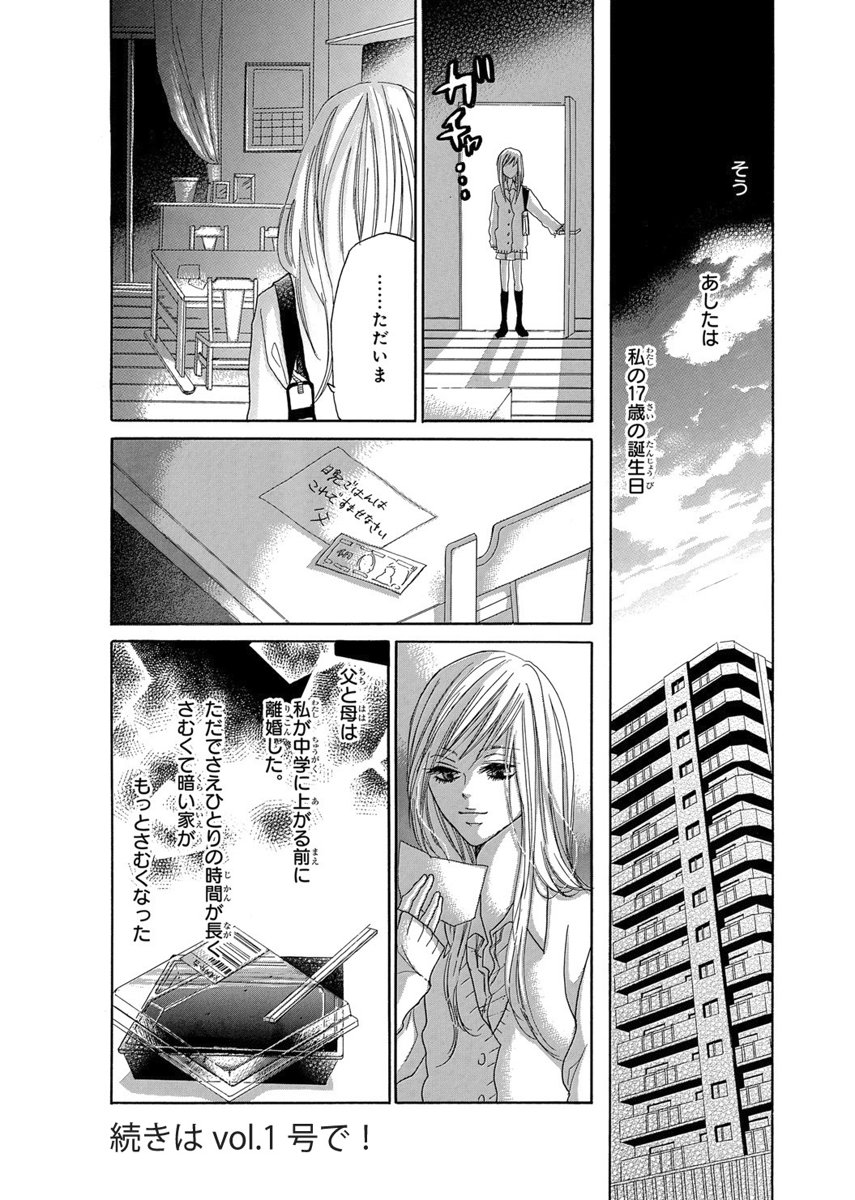 そう
あしたは
私の17歳の誕生日
ガチャ…
……ただいま
晩ごはんは
これですませなさい
父
父と母は
私が中学に上がる前に
離婚した。
ただでさえひとりの時間が長く
さむくて暗い家が
もっとさむくなった
続きは vol.1 号で！